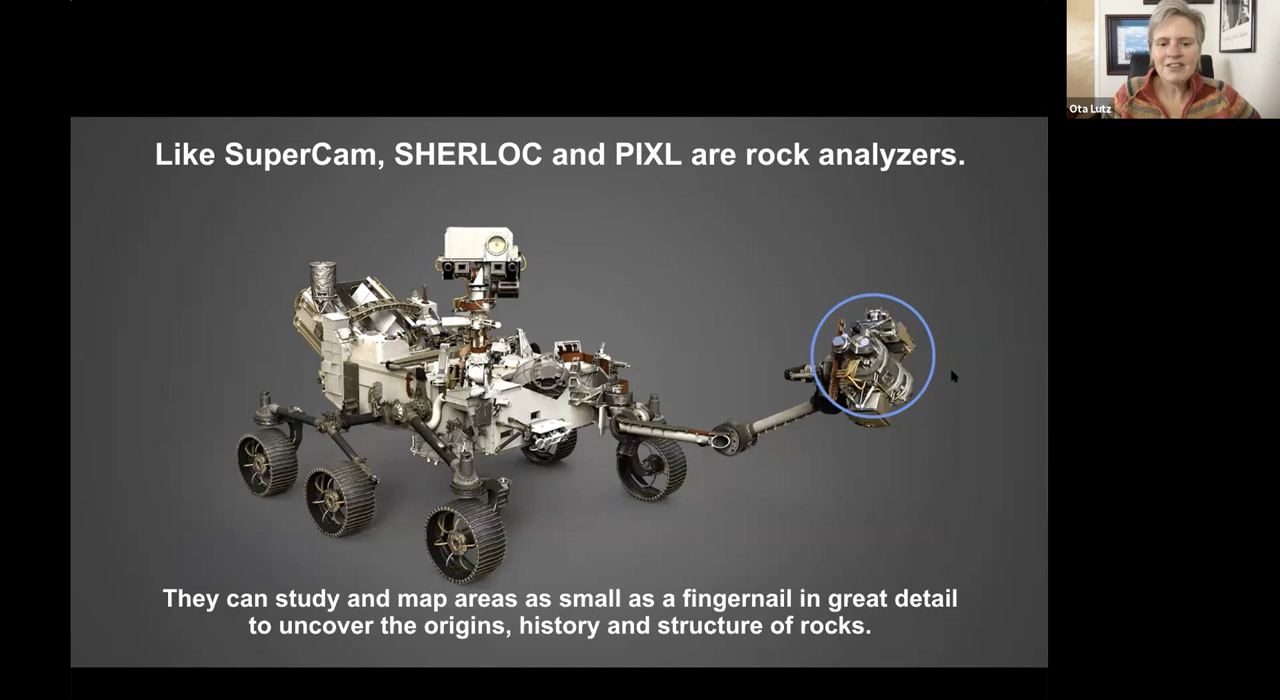 Like SuperCam, SHERLOC and PIXL are rock analyzers.
Ota Lutz
They can study and map areas as small as a fingernail in great detail
to uncover the origins, history and structure of rocks.